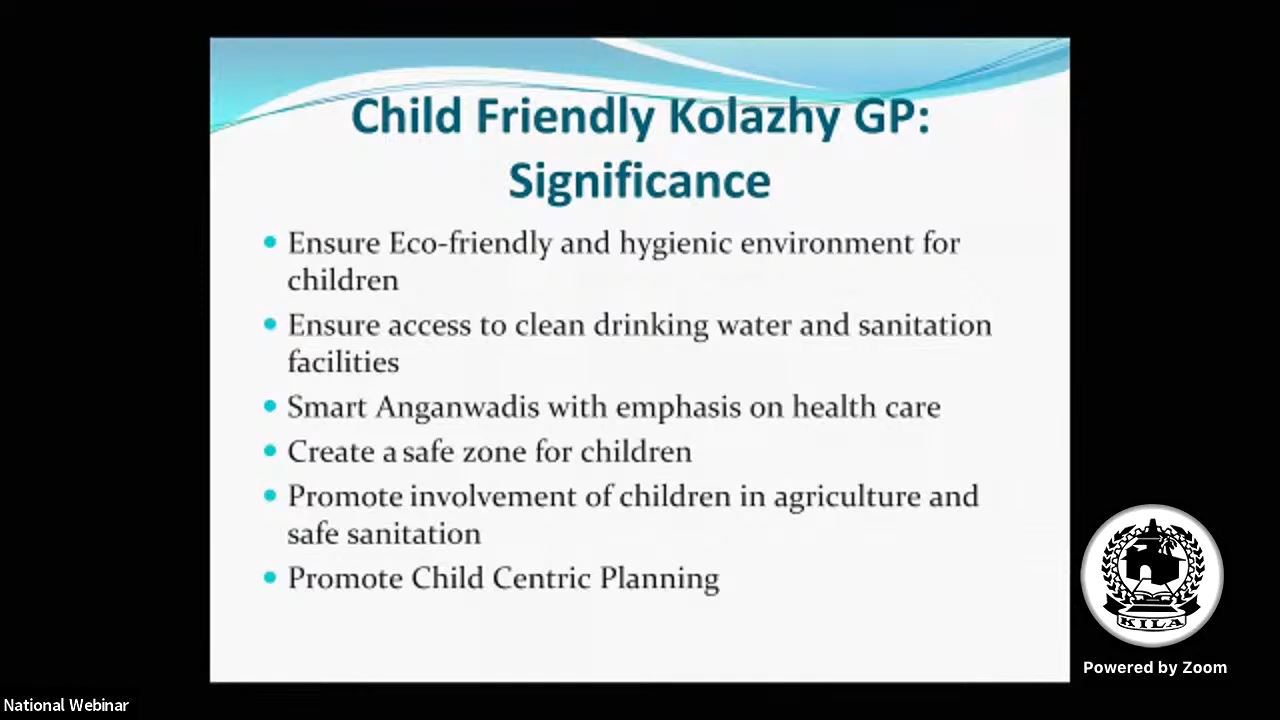 Child Friendly Kolazhy GP:
Significance
• Ensure Eco-friendly and hygienic environment for
children
• Ensure access to clean drinking water and sanitation
facilities
• Smart Anganwadis with emphasis on health care
• Create a safe zone for children
• Promote involvement of children in agriculture and
safe sanitation
• Promote Child Centric Planning
KILA
Powered by Zoom
National Webinar